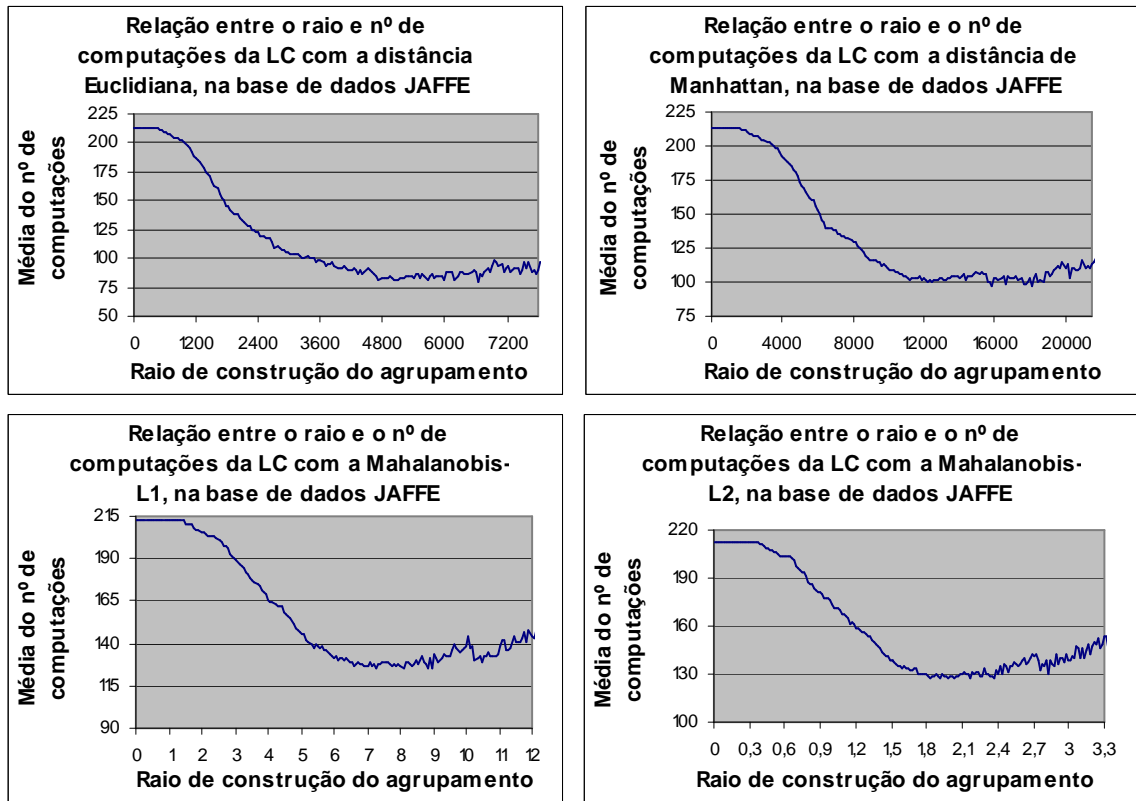 Relação entre o raio e nº de
computações da LC com a distância
Euclidiana, na base de dados JAFFE
Média do nº de
computações
225
200
175
150
125
100
75
50
0 1200 2400 3600 4800 6000 7200
Raio de construção do agrupamento
Relação entre o raio e o nº de
computações da LC com a distância de
Manhattan, na base de dados JAFFE
Média do nº de
computações
225
200
175
150
125
100
75
0 4000 8000 12000 16000 20000
Raio de construção do agrupamento
Relação entre o raio e o nº de
computações da LC com a Mahalanobis-
L1, na base de dados JAFFE
Média do nº de
computações
215
190
165
140
115
90
0 1 2 3 4 5 6 7 8 9 10 11 12
Raio de construção do agrupamento
Relação entre o raio e o nº de
computações da LC com a Mahalanobis-
L2, na base de dados JAFFE
Média do nº de
computações
220
190
160
130
100
0 0,3 0,6 0,9 1,2 1,5 1,8 2,1 2,4 2,7 3 3,3
Raio de construção do agrupamento